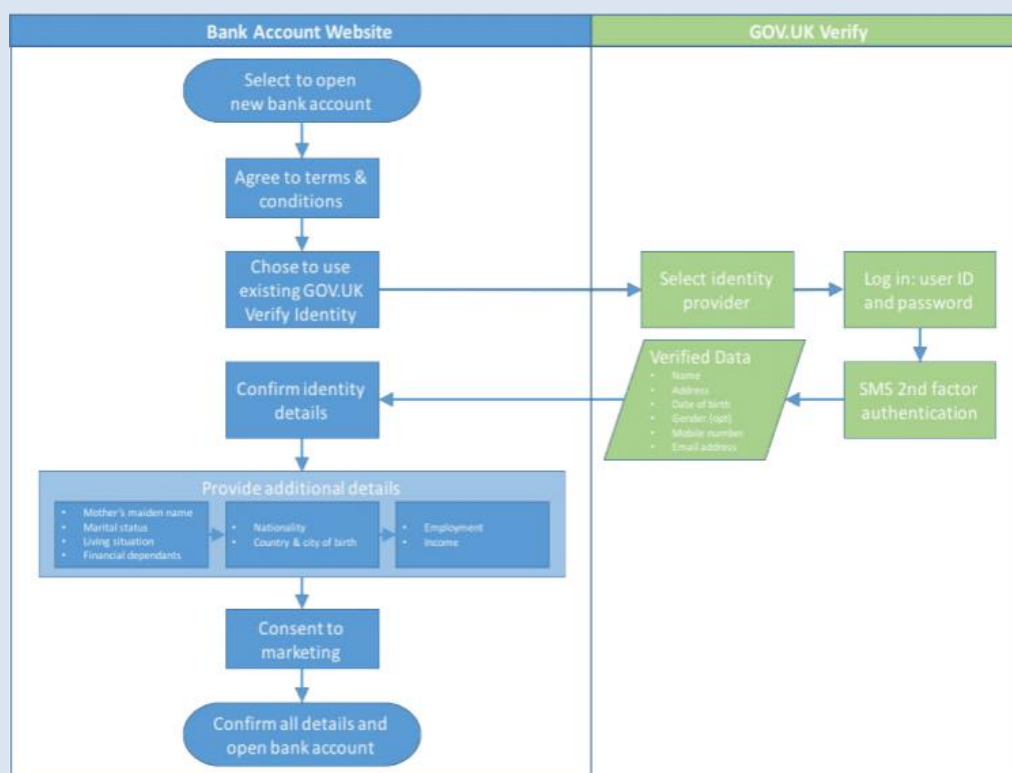 Bank Account Website
GOV.UK Verify
Select to open
new bank account
Agree to terms &
conditions
Chose to use
existing GOV.UK
Verify Identity
Select identity
provider
Log in: user ID
and password
SMS 2nd factor
authentication
Verified Data
• Name
• Address
• Date of birth
• Gender (opt)
• Mobile number
• Email address
Confirm identity
details
Provide additional details
• Mother's maiden name
• Marital status
• Living situation
• Financial dependants
• Nationality
• Country & city of birth
• Employment
• Income
Consent to
marketing
Confirm all details and
open bank account